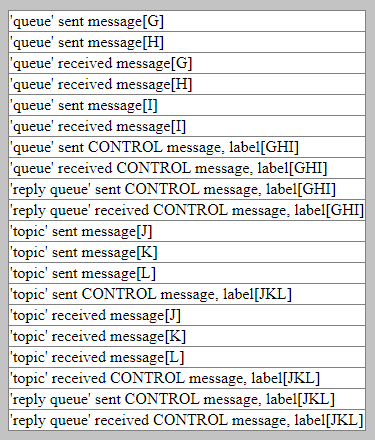 'queue' sent message[G]
'queue' sent message[H]
'queue' received message[G]
'queue' received message[H]
'queue' sent message[I]
'queue' received message[I]
'queue' sent CONTROL message, label[GHI]
'queue' received CONTROL message, label[GHI]
'reply queue' sent CONTROL message, label[GHI]
'reply queue' received CONTROL message, label[GHI]
'topic' sent message[J]
'topic' sent message[K]
'topic' sent message[L]
'topic' sent CONTROL message, label[JKL]
'topic' received message[J]
'topic' received message[K]
'topic' received message[L]
'topic' received CONTROL message, label[JKL]
'reply queue' sent CONTROL message, label[JKL]
'reply queue' received CONTROL message, label[JKL]